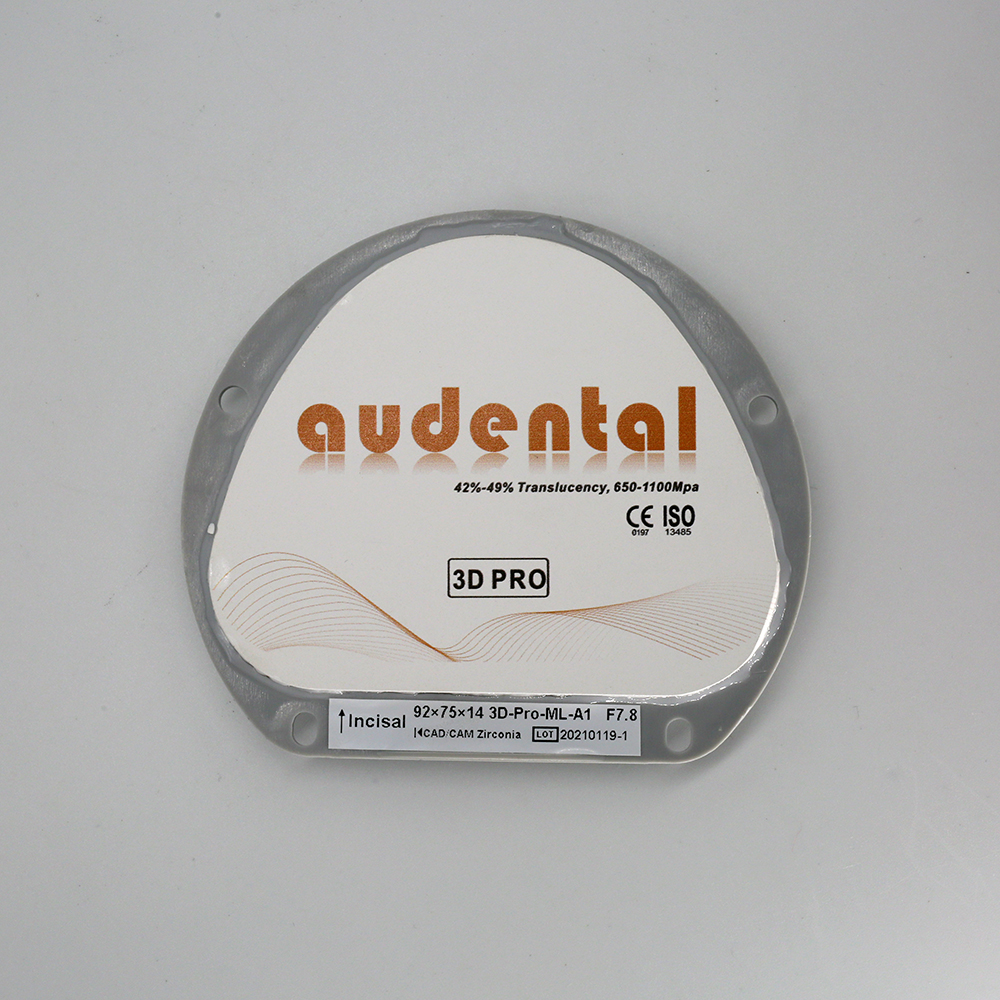 audental
42%-49% Translucency, 650-1100Mpa
CE ISO
0197 13485
3D PRO
↑Incisal 92×75×14 3D-Pro-ML-A1 F7.8
CAD/CAM Zirconia LOT 20210119-1